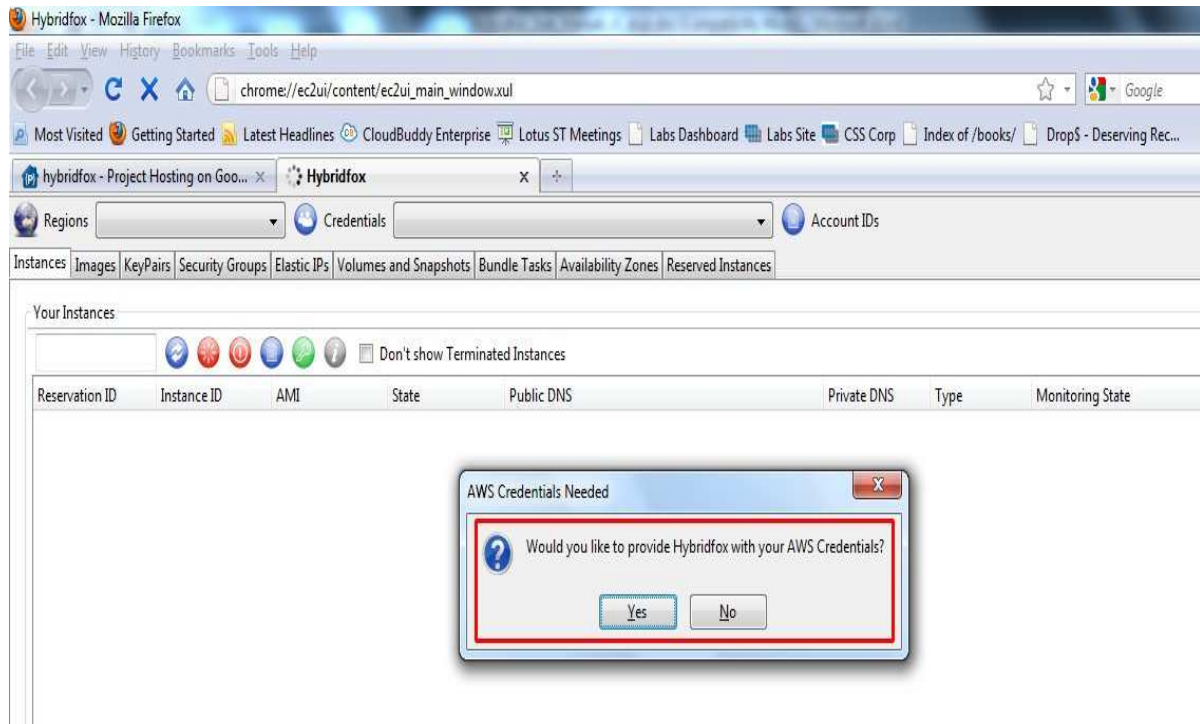 Hybridfox - Mozilla Firefox
File Edit View History Bookmarks Tools Help
chrome://ec2ui/content/ec2ui_main_window.xul
Google
Most Visited Getting Started Latest Headlines CloudBuddy Enterprise Lotus ST Meetings Labs Dashboard Labs Site CSS Corp Index of /books/ Drop$ - Deserving Rec...
hybridfox - Project Hosting on Goo... Hybridfox
Regions Credentials Account IDs
Instances Images KeyPairs Security Groups Elastic IPs Volumes and Snapshots Bundle Tasks Availability Zones Reserved Instances
Your Instances
Don't show Terminated Instances
Reservation ID Instance ID AMI State Public DNS Private DNS Type Monitoring State
AWS Credentials Needed
Would you like to provide Hybridfox with your AWS Credentials?
Yes No